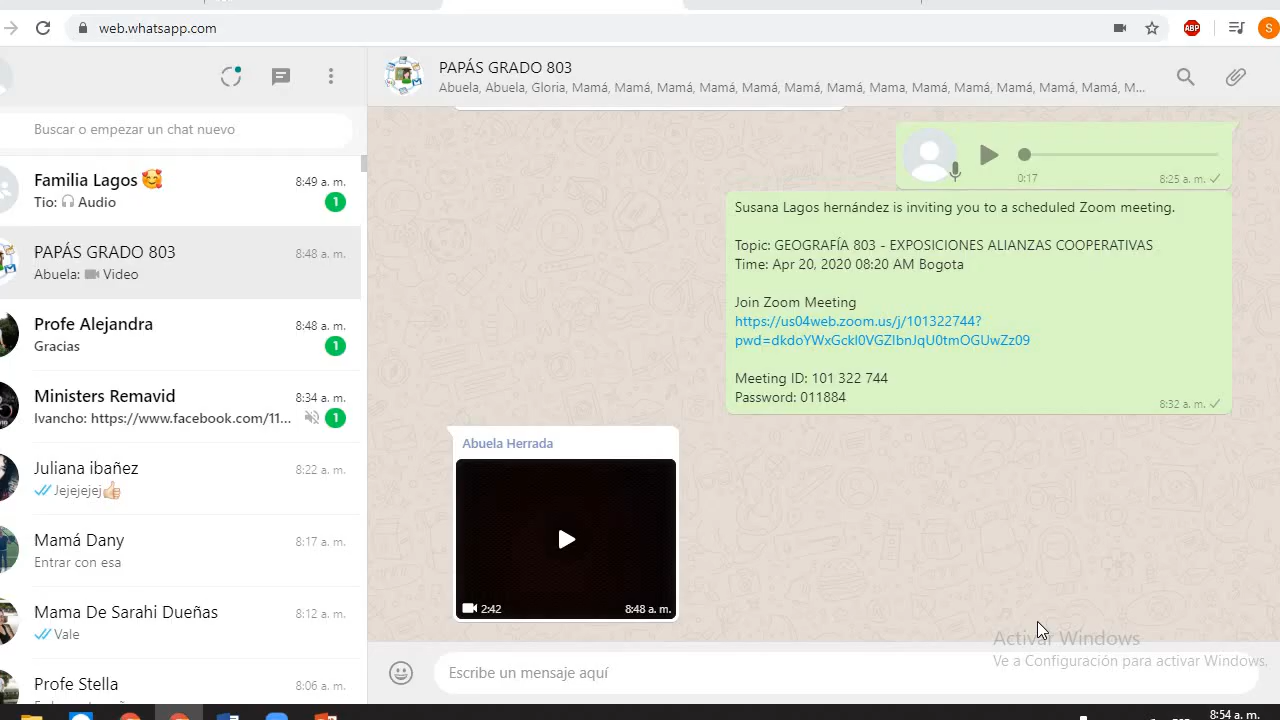 web.whatsapp.com
ABP
S
PAPÁS GRADO 803
Abuela, Abuela, Gloria, Mamá, Mamá, Mamá, Mamá, Mamá, Mamá, Mamá, Mama, Mamá, Mamá, Mamá, Mamá, Mamá, M...
Buscar o empezar un chat nuevo
Familia Lagos 🥰
8:49 a. m.
Tio: 🎧 Audio
1
PAPÁS GRADO 803
8:48 a. m.
Abuela: Video
Profe Alejandra
8:48 a. m.
Gracias
1
Ministers Remavid
8:34 a. m.
Ivancho: https://www.facebook.com/11...
1
Juliana ibañez
8:22 a. m.
Jejejejej👍🏻
Mamá Dany
8:17 a. m.
Entrar con esa
Mama De Sarahi Dueñas
8:12 a. m.
Vale
Profe Stella
8:06 a. m.
0:17
8:25 a. m.
Susana Lagos hernández is inviting you to a scheduled Zoom meeting.
Topic: GEOGRAFÍA 803 - EXPOSICIONES ALIANZAS COOPERATIVAS
Time: Apr 20, 2020 08:20 AM Bogota
Join Zoom Meeting
https://us04web.zoom.us/j/101322744?
pwd=dkdoYWxGckl0VGZIbnJqU0tmOGUwZz09
Meeting ID: 101 322 744
Password: 011884
8:32 a. m.
Abuela Herrada
2:42
8:48 a. m.
Activar Windows
Ve a Configuración para activar Windows.
Escribe un mensaje aquí
8:54 a. m.